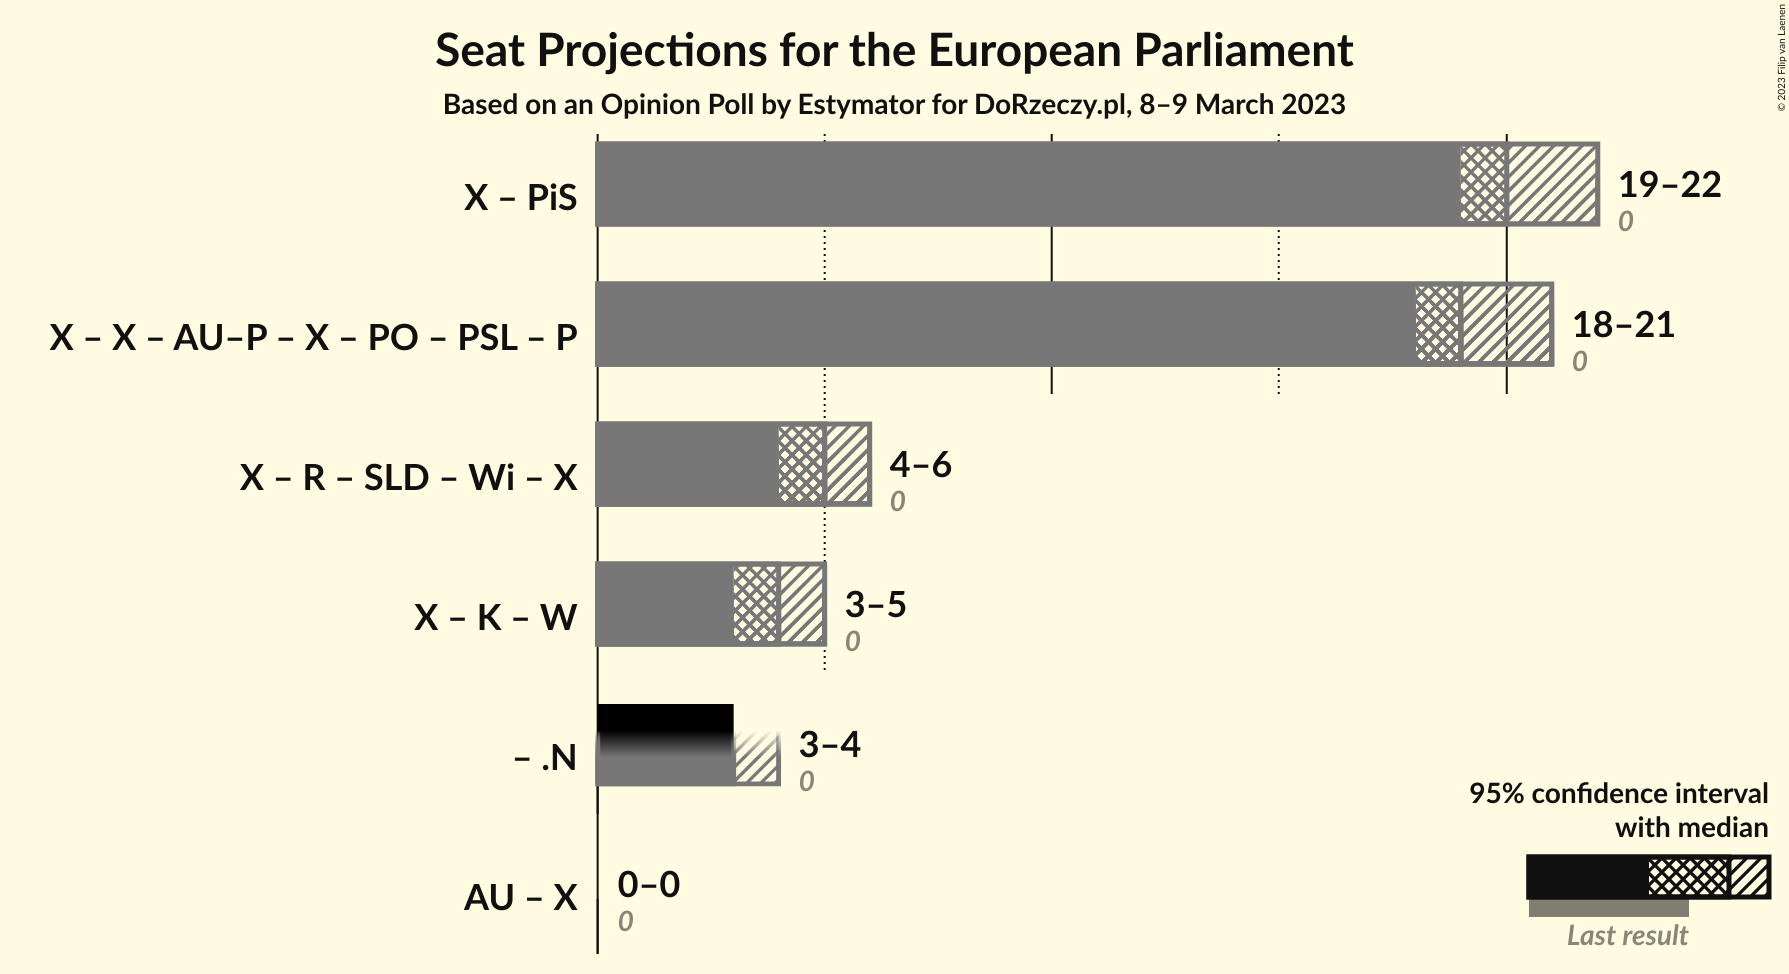 Seat Projections for the European Parliament
Based on an Opinion Poll by Estymator for DoRzeczy.pl, 8–9 March 2023
© 2023 Filip van Laenen
X – PiS
19–22
0
X – X – AU–P – X – PO – PSL – P
18–21
0
X – R – SLD – Wi – X
4–6
0
X – K – W
3–5
0
– .N
3–4
0
AU – X
0–0
0
95% confidence interval
with median
Last result